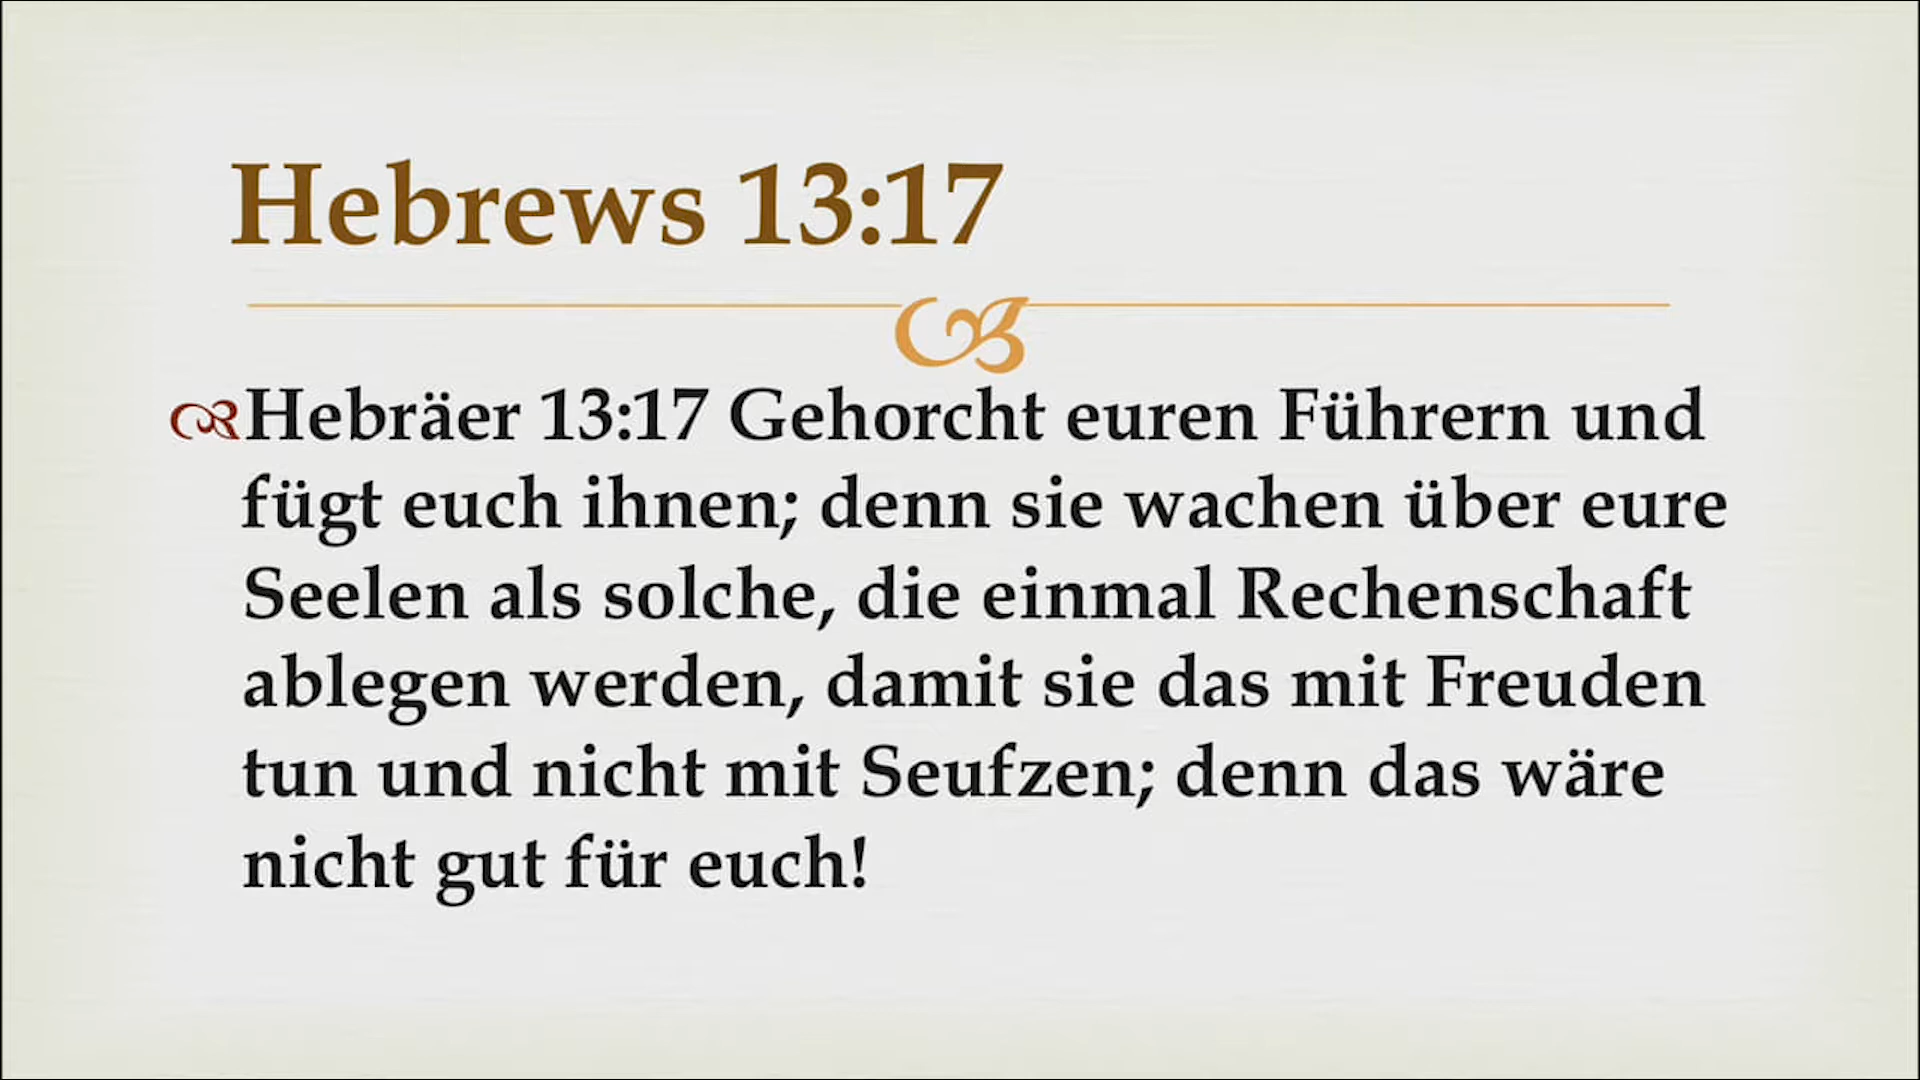 Hebrews 13:17
Hebräer 13:17 Gehorcht euren Führern und
fügt euch ihnen; denn sie wachen über eure
Seelen als solche, die einmal Rechenschaft
ablegen werden, damit sie das mit Freuden
tun und nicht mit Seufzen; denn das wäre
nicht gut für euch!